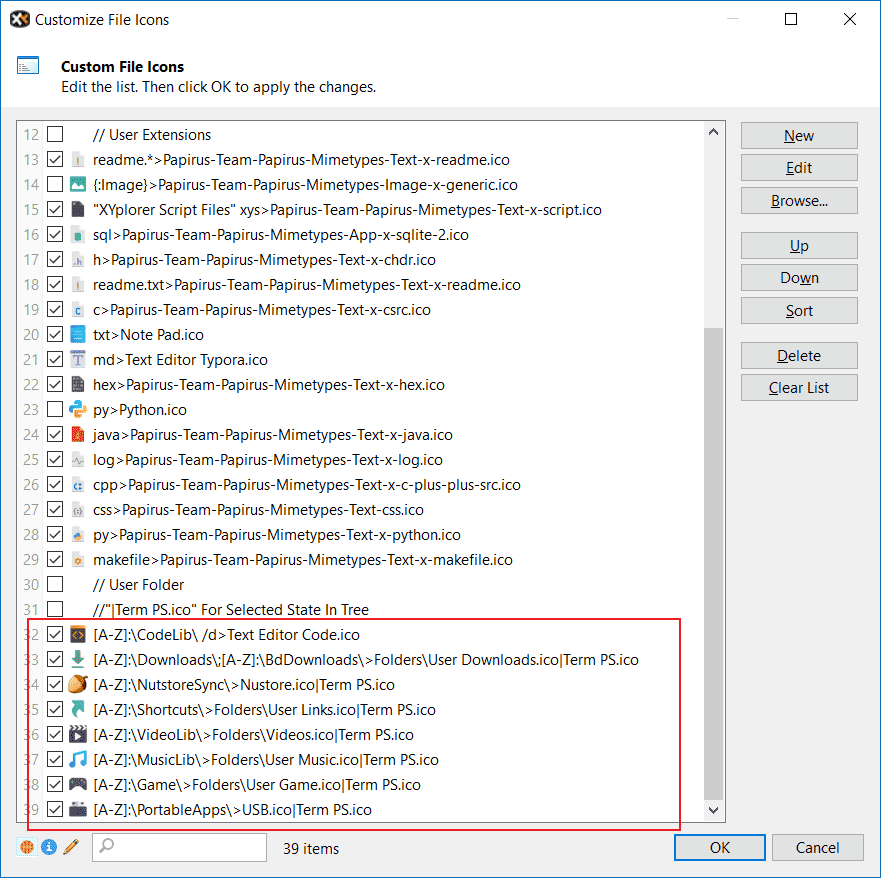 Customize File Icons
Custom File Icons
Edit the list. Then click OK to apply the changes.
12 // User Extensions
13 readme.*>Papirus-Team-Papirus-Mimetypes-Text-x-readme.ico
14 {:Image}>Papirus-Team-Papirus-Mimetypes-Image-x-generic.ico
15 "XYplorer Script Files" xys>Papirus-Team-Papirus-Mimetypes-Text-x-script.ico
16 sql>Papirus-Team-Papirus-Mimetypes-App-x-sqlite-2.ico
17 h>Papirus-Team-Papirus-Mimetypes-Text-x-chdr.ico
18 readme.txt>Papirus-Team-Papirus-Mimetypes-Text-x-readme.ico
19 c>Papirus-Team-Papirus-Mimetypes-Text-x-csrc.ico
20 txt>Note Pad.ico
21 md>Text Editor Typora.ico
22 hex>Papirus-Team-Papirus-Mimetypes-Text-x-hex.ico
23 py>Python.ico
24 java>Papirus-Team-Papirus-Mimetypes-Text-x-java.ico
25 log>Papirus-Team-Papirus-Mimetypes-Text-x-log.ico
26 cpp>Papirus-Team-Papirus-Mimetypes-Text-x-c-plus-plus-src.ico
27 css>Papirus-Team-Papirus-Mimetypes-Text-css.ico
28 py>Papirus-Team-Papirus-Mimetypes-Text-x-python.ico
29 makefile>Papirus-Team-Papirus-Mimetypes-Text-x-makefile.ico
30 // User Folder
31 //"|Term PS.ico" For Selected State In Tree
32 [A-Z]:\CodeLib\ /d>Text Editor Code.ico
33 [A-Z]:\Downloads\;[A-Z]:\BdDownloads\>Folders\User Downloads.ico|Term PS.ico
34 [A-Z]:\NutstoreSync\>Nustore.ico|Term PS.ico
35 [A-Z]:\Shortcuts\>Folders\User Links.ico|Term PS.ico
36 [A-Z]:\VideoLib\>Folders\Videos.ico|Term PS.ico
37 [A-Z]:\MusicLib\>Folders\User Music.ico|Term PS.ico
38 [A-Z]:\Game\>Folders\User Game.ico|Term PS.ico
39 [A-Z]:\PortableApps\>USB.ico|Term PS.ico
New
Edit
Browse...
Up
Down
Sort
Delete
Clear List
39 items
OK
Cancel